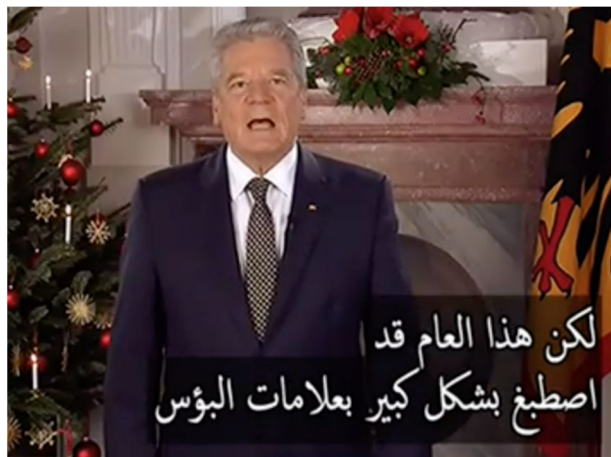 لكن هذا العام قد
اصطبغ بشكل كبير بعلامات البؤس